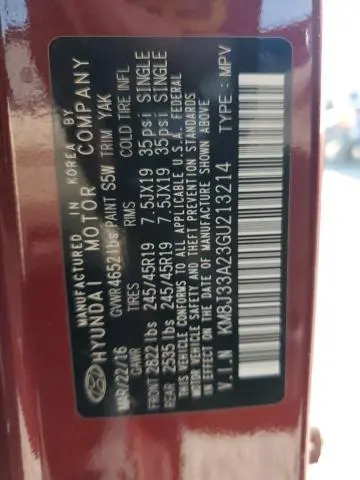 MANUFACTURED IN KOREA BY
HYUNDAI MOTOR COMPANY
MAR/22/16 GVWR 4652 lbs PAINT S5W TRIM YAK
TIRES RIMS COLD TIRE INFL
FRONT 2622 lbs 245/45R19 7.5JX19 35psi SINGLE
REAR 2535 lbs 245/45R19 7.5JX19 35psi SINGLE
THIS VEHICLE CONFORMS TO ALL APPLICABLE U.S.A. FEDERAL
MOTOR VEHICLE SAFETY AND THEFT PREVENTION STANDARDS
IN EFFECT ON THE DATE OF MANUFACTURE SHOWN ABOVE.
V.I.N : KM8J33A23GU213214 TYPE : MPV